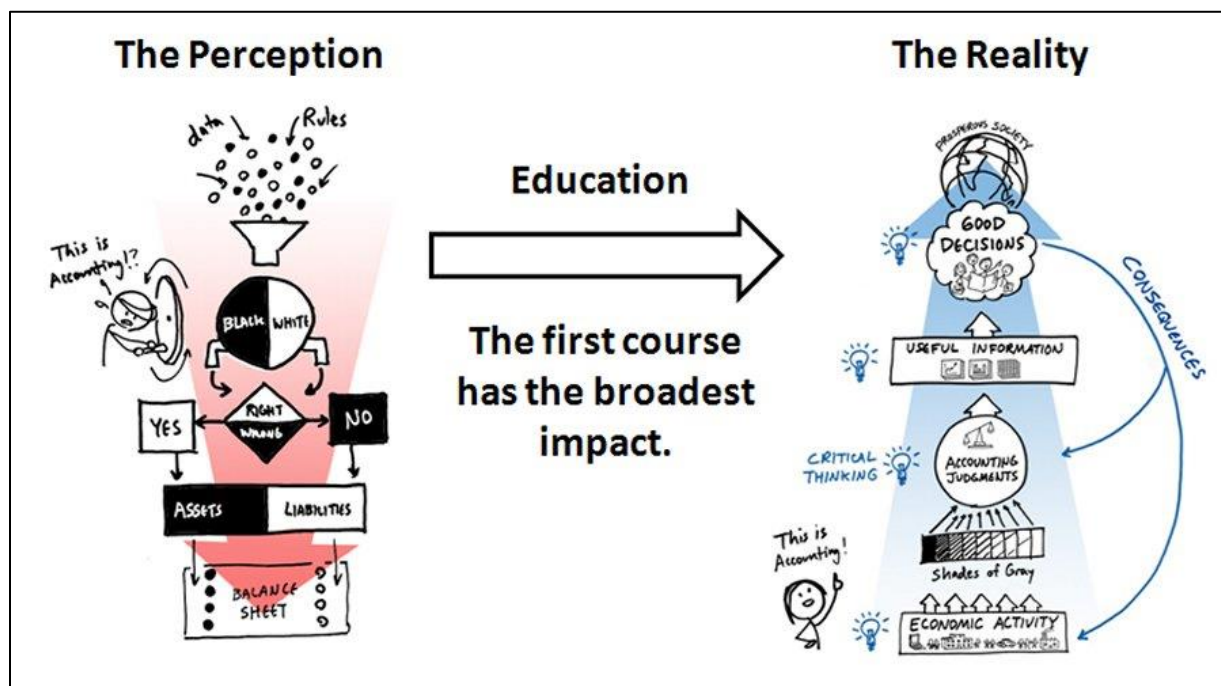 The Perception
data
Rules
This is
Accounting!?
BLACK
WHITE
YES
RIGHT
WRONG
NO
ASSETS
LIABILITIES
BALANCE
SHEET
Education
The first course
has the broadest
impact.
The Reality
PROSPEROUS SOCIETY
GOOD
DECISIONS
CONSEQUENCES
USEFUL INFORMATION
CRITICAL
THINKING
ACCOUNTING
JUDGMENTS
This is
Accounting!
Shades of Gray
ECONOMIC ACTIVITY